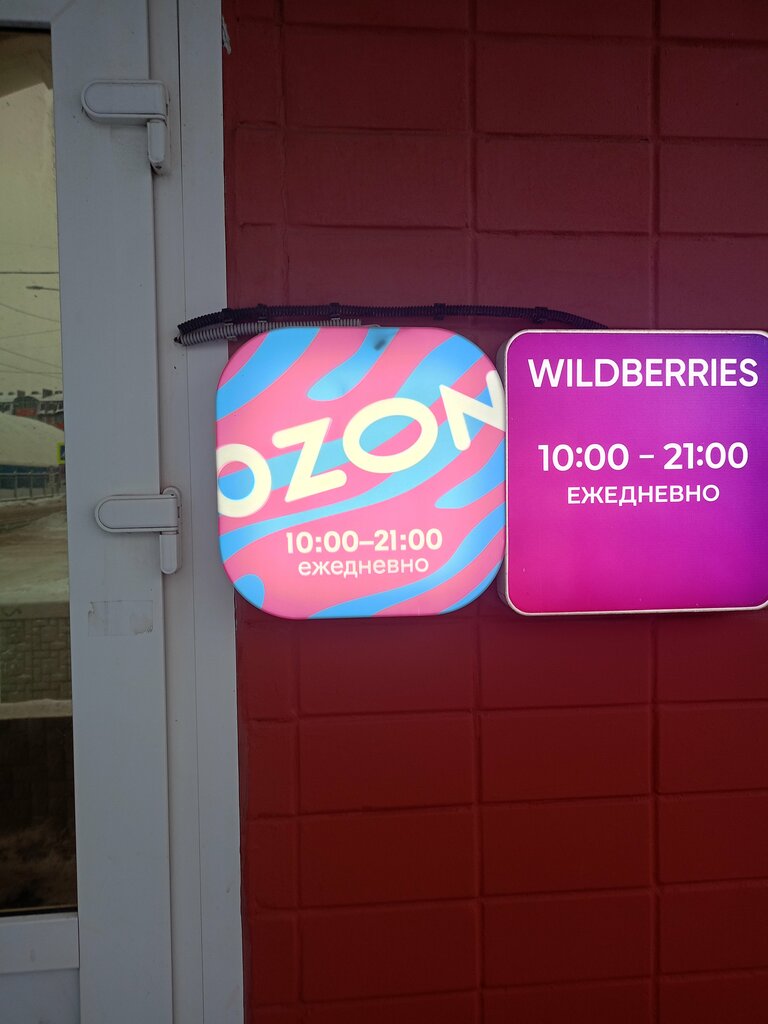 OZON
10:00–21:00
ежедневно
WILDBERRIES
10:00 - 21:00
ЕЖЕДНЕВНО